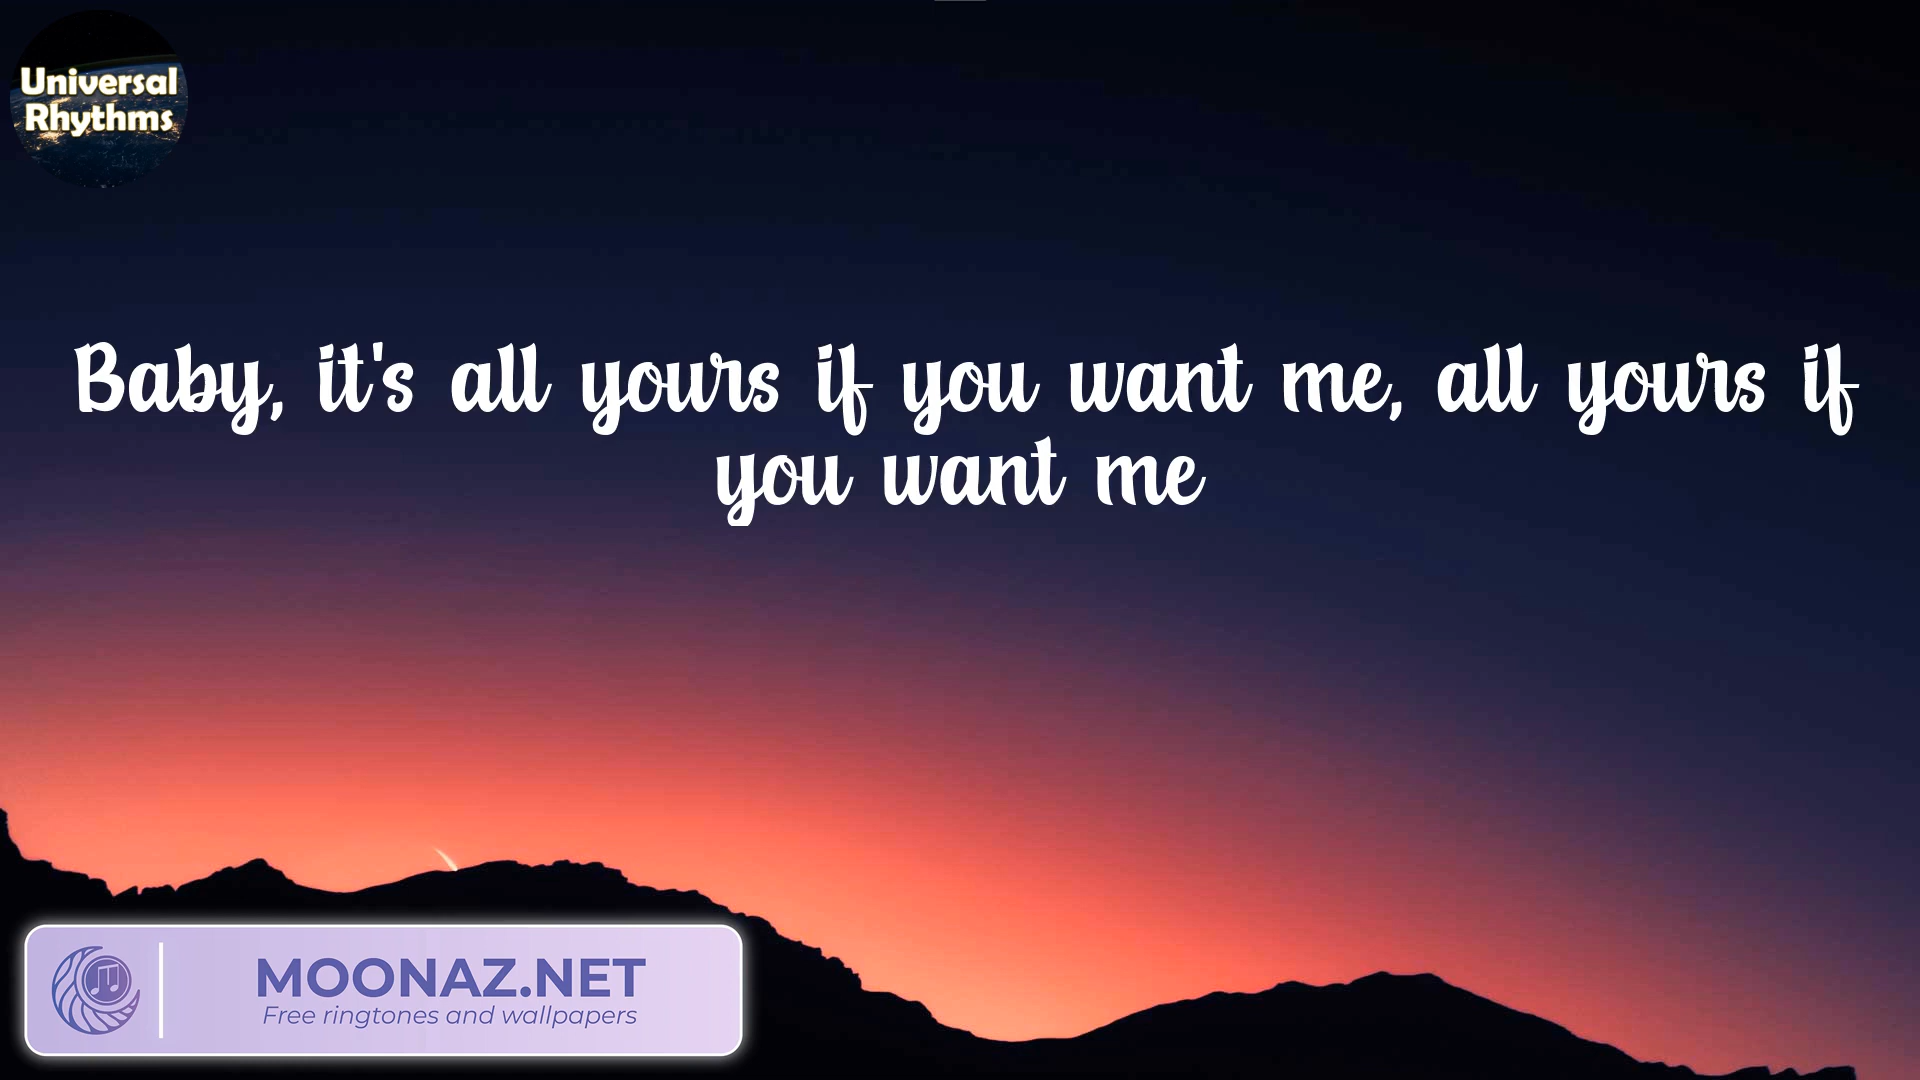 Universal
Rhythms
Baby, it's all yours if you want me, all yours if
you want me
MOONAZ.NET
Free ringtones and wallpapers